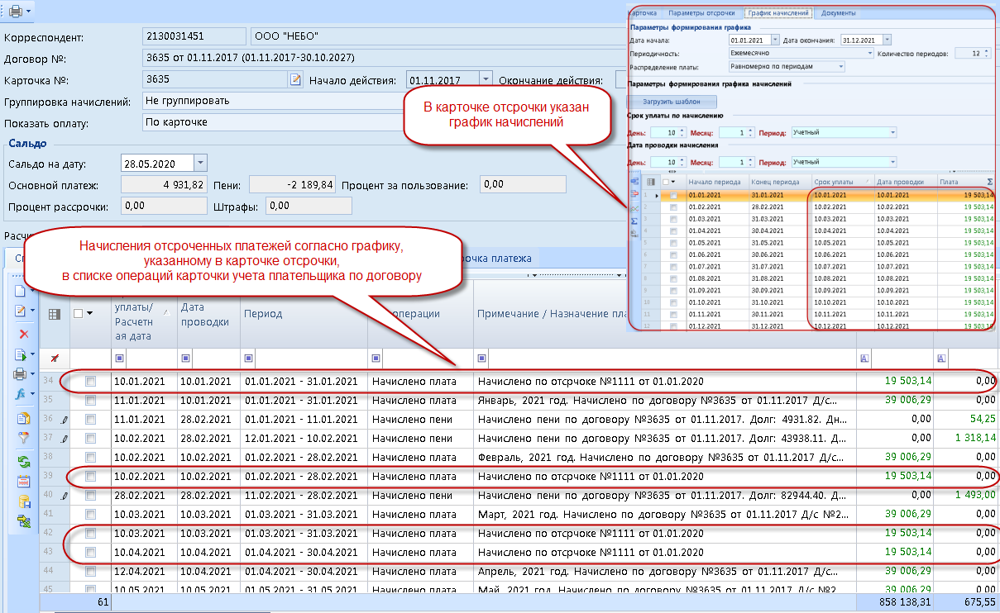 Корреспондент: 2130031451 ООО "НЕБО"
Договор №: 3635 от 01.11.2017 (01.11.2017-30.10.2027)
Карточка №: 3635 Начало действия: 01.11.2017 Окончание действия:
Группировка начислений: Не группировать
Показать оплату: По карточке
Сальдо
Сальдо на дату: 28.05.2020
Основной платеж: 4 931,82 Пени: -2 189,84 Процент за пользование: 0,00
Процент рассрочки: 0,00 Штрафы: 0,00
В карточке отсрочки указан
график начислений
Карточка Параметры отсрочки График начислений Документы
Параметры формирования графика
Дата начала: 01.01.2021 Дата окончания: 31.12.2021
Периодичность: Ежемесячно Количество периодов: 12
Распределение платы: Равномерно по периодам
Параметры формирования графика начислений
Загрузить шаблон
Срок уплаты по начислению
День: 10 Месяц: 1 Период: Учетный
Дата проводки начисления
День: 10 Месяц: 1 Период: Учетный
Начало периода Конец периода Срок уплаты Дата проводки Плата Σ
1 01.01.2021 31.01.2021 10.01.2021 10.01.2021 19 503,14
2 01.02.2021 28.02.2021 10.02.2021 10.02.2021 19 503,14
3 01.03.2021 31.03.2021 10.03.2021 10.03.2021 19 503,14
4 01.04.2021 30.04.2021 10.04.2021 10.04.2021 19 503,14
5 01.05.2021 31.05.2021 10.05.2021 10.05.2021 19 503,14
6 01.06.2021 30.06.2021 10.06.2021 10.06.2021 19 503,14
7 01.07.2021 31.07.2021 10.07.2021 10.07.2021 19 503,14
8 01.08.2021 31.08.2021 10.08.2021 10.08.2021 19 503,14
9 01.09.2021 30.09.2021 10.09.2021 10.09.2021 19 503,14
10 01.10.2021 31.10.2021 10.10.2021 10.10.2021 19 503,14
11 01.11.2021 30.11.2021 10.11.2021 10.11.2021 19 503,14
12 01.12.2021 31.12.2021 10.12.2021 10.12.2021 19 503,14
Начисления отсроченных платежей согласно графику,
указанному в карточке отсрочки,
в списке операций карточки учета плательщика по договору
платежа
уплаты/
Расчетн
ая дата
Дата
проводки
Период
операции
Примечание / Назначение
34 10.01.2021 10.01.2021 01.01.2021 - 31.01.2021 Начислено плата Начислено по отсрчоке №1111 от 01.01.2020 19 503,14 0,00
35 11.01.2021 10.01.2021 01.01.2021 - 31.01.2021 Начислено плата Январь, 2021 год. Начислено по договору №3635 от 01.11.2017 Д/с... 39 006,29 0,00
36 11.01.2021 28.02.2021 01.01.2021 - 11.01.2021 Начислено пени Начислено пени по договору №3635 от 01.11.2017. Долг: 4931.82. Дн... 0,00 54,25
37 10.02.2021 28.02.2021 12.01.2021 - 10.02.2021 Начислено пени Начислено пени по договору №3635 от 01.11.2017. Долг: 43938.11. Д... 0,00 1 318,14
38 10.02.2021 10.02.2021 01.02.2021 - 28.02.2021 Начислено плата Февраль, 2021 год. Начислено по договору №3635 от 01.11.2017 Д/с... 39 006,29 0,00
39 10.02.2021 10.02.2021 01.02.2021 - 28.02.2021 Начислено плата Начислено по отсрчоке №1111 от 01.01.2020 19 503,14 0,00
40 28.02.2021 28.02.2021 11.02.2021 - 28.02.2021 Начислено пени Начислено пени по договору №3635 от 01.11.2017. Долг: 82944.40. Д... 0,00 1 493,00
41 10.03.2021 10.03.2021 01.03.2021 - 31.03.2021 Начислено плата Март, 2021 год. Начислено по договору №3635 от 01.11.2017 Д/с №2... 39 006,29 0,00
42 10.03.2021 10.03.2021 01.03.2021 - 31.03.2021 Начислено плата Начислено по отсрчоке №1111 от 01.01.2020 19 503,14 0,00
43 10.04.2021 10.04.2021 01.04.2021 - 30.04.2021 Начислено плата Начислено по отсрчоке №1111 от 01.01.2020 19 503,14 0,00
44 12.04.2021 10.04.2021 01.04.2021 - 30.04.2021 Начислено плата Апрель, 2021 год. Начислено по договору №3635 от 01.11.2017 Д/с... 39 006,29 0,00
45 10.05.2021 10.05.2021 01.05.2021 - 31.05.2021 Начислено плата Май, 2021 год. Начислено по договору №3635 от 01.11.2017 Д/с №2... 39 006,29 0,00
61 858 138,31 675,55